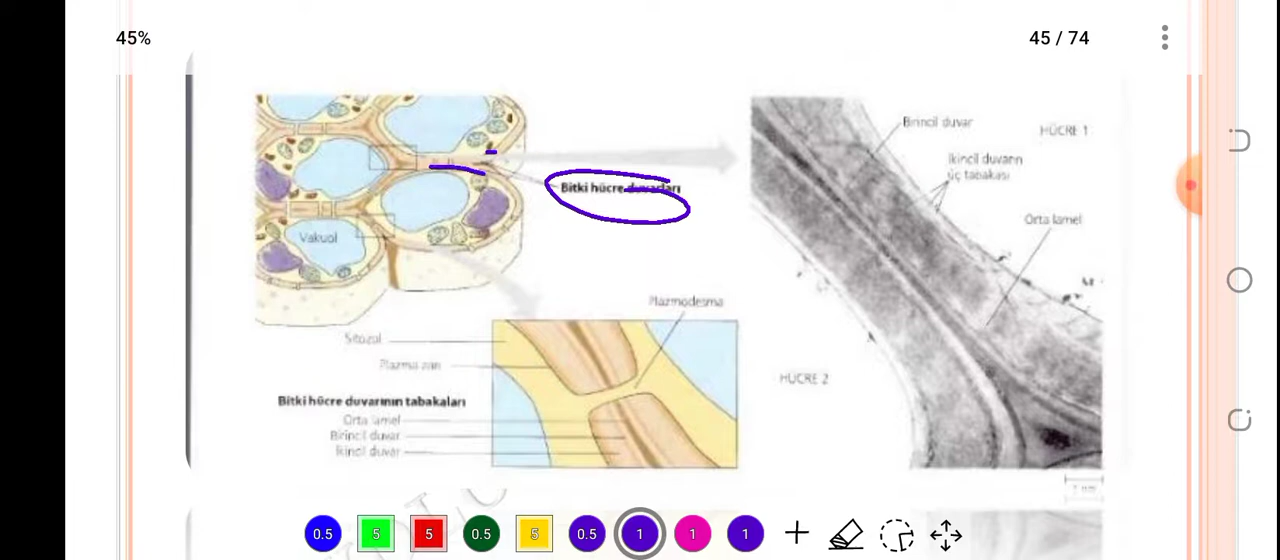 45%
45 / 74
Birincil duvar
HÜCRE 1
İkincil duvarın
üç tabakası
Bitki hücre duvarları
Orta lamel
Vakuol
Plazmodesma
Sitozol
Plazma zarı
HÜCRE 2
Bitki hücre duvarının tabakaları
Orta lamel
Birincil duvar
İkincil duvar
0.5
5
5
0.5
5
0.5
1
1
1